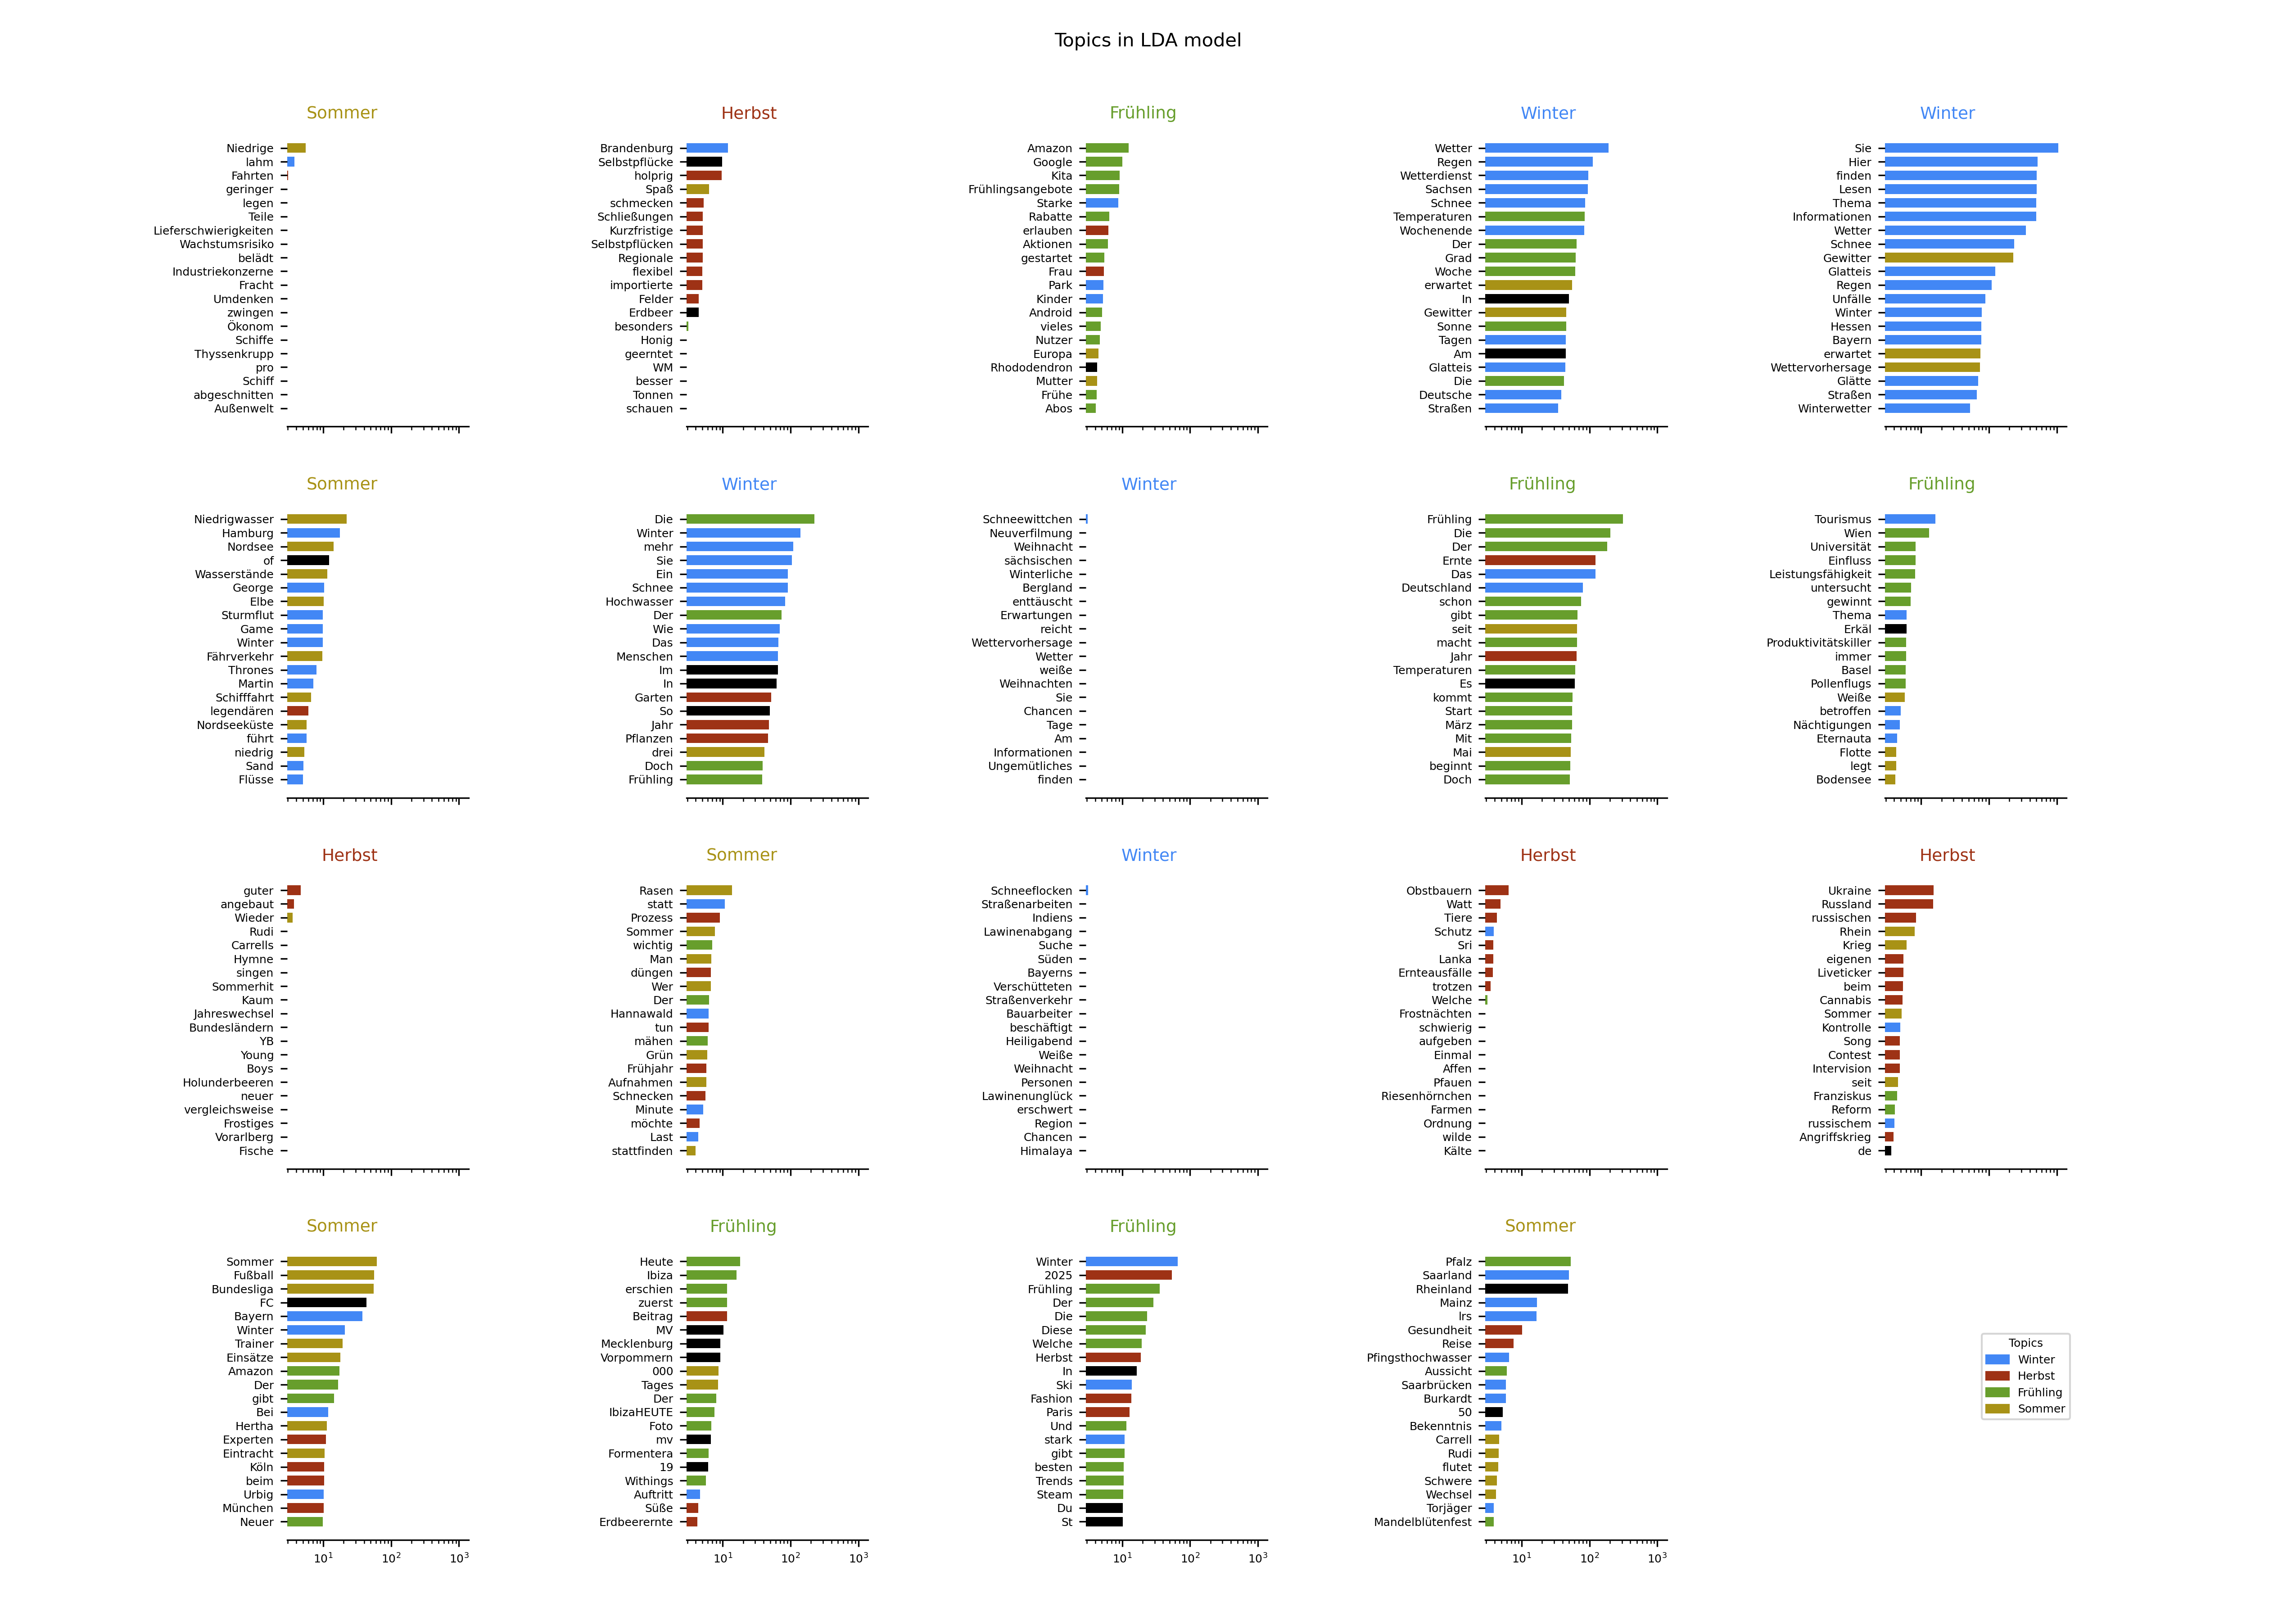 Topics in LDA model
Sommer
Niedrige
lahm
Fahrten
geringer
legen
Teile
Lieferschwierigkeiten
Wachstumsrisiko
belädt
Industriekonzerne
Fracht
Umdenken
zwingen
Ökonom
Schiffe
Thyssenkrupp
pro
Schiff
abgeschnitten
Außenwelt
Herbst
Brandenburg
Selbstpflücke
holprig
Spaß
schmecken
Schließungen
Kurzfristige
Selbstpflücken
Regionale
flexibel
importierte
Felder
Erdbeer
besonders
Honig
geerntet
WM
besser
Tonnen
schauen
Frühling
Amazon
Google
Kita
Frühlingsangebote
Starke
Rabatte
erlauben
Aktionen
gestartet
Frau
Park
Kinder
Android
vieles
Nutzer
Europa
Rhododendron
Mutter
Frühe
Abos
Winter
Wetter
Regen
Wetterdienst
Sachsen
Schnee
Temperaturen
Wochenende
Der
Grad
Woche
erwartet
In
Gewitter
Sonne
Tagen
Am
Glatteis
Die
Deutsche
Straßen
Winter
Sie
Hier
finden
Lesen
Thema
Informationen
Wetter
Schnee
Gewitter
Glatteis
Regen
Unfälle
Winter
Hessen
Bayern
erwartet
Wettervorhersage
Glätte
Straßen
Winterwetter
Sommer
Niedrigwasser
Hamburg
Nordsee
of
Wasserstände
George
Elbe
Sturmflut
Game
Winter
Fährverkehr
Thrones
Martin
Schifffahrt
legendären
Nordseeküste
führt
niedrig
Sand
Flüsse
Winter
Die
Winter
mehr
Sie
Ein
Schnee
Hochwasser
Der
Wie
Das
Menschen
Im
In
Garten
So
Jahr
Pflanzen
drei
Doch
Frühling
Winter
Schneewittchen
Neuverfilmung
Weihnacht
sächsischen
Winterliche
Bergland
enttäuscht
Erwartungen
reicht
Wettervorhersage
Wetter
weiße
Weihnachten
Sie
Chancen
Tage
Am
Informationen
Ungemütliches
finden
Frühling
Frühling
Die
Der
Ernte
Das
Deutschland
schon
gibt
seit
macht
Jahr
Temperaturen
Es
kommt
Start
März
Mit
Mai
beginnt
Doch
Frühling
Tourismus
Wien
Universität
Einfluss
Leistungsfähigkeit
untersucht
gewinnt
Thema
Erkäl
Produktivitätskiller
immer
Basel
Pollenflugs
Weiße
betroffen
Nächtigungen
Eternauta
Flotte
legt
Bodensee
Herbst
guter
angebaut
Wieder
Rudi
Carrells
Hymne
singen
Sommerhit
Kaum
Jahreswechsel
Bundesländern
YB
Young
Boys
Holunderbeeren
neuer
vergleichsweise
Frostiges
Vorarlberg
Fische
Sommer
Rasen
statt
Prozess
Sommer
wichtig
Man
düngen
Wer
Der
Hannawald
tun
mähen
Grün
Frühjahr
Aufnahmen
Schnecken
Minute
möchte
Last
stattfinden
Winter
Schneeflocken
Straßenarbeiten
Indiens
Lawinenabgang
Suche
Süden
Bayerns
Verschütteten
Straßenverkehr
Bauarbeiter
beschäftigt
Heiligabend
Weiße
Weihnacht
Personen
Lawinenunglück
erschwert
Region
Chancen
Himalaya
Herbst
Obstbauern
Watt
Tiere
Schutz
Sri
Lanka
Ernteausfälle
trotzen
Welche
Frostnächten
schwierig
aufgeben
Einmal
Affen
Pfauen
Riesenhörnchen
Farmen
Ordnung
wilde
Kälte
Herbst
Ukraine
Russland
russischen
Rhein
Krieg
eigenen
Liveticker
beim
Cannabis
Sommer
Kontrolle
Song
Contest
Intervision
seit
Franziskus
Reform
russischem
Angriffskrieg
de
Sommer
Sommer
Fußball
Bundesliga
FC
Bayern
Winter
Trainer
Einsätze
Amazon
Der
gibt
Bei
Hertha
Experten
Eintracht
Köln
beim
Urbig
München
Neuer
10¹ 10² 10³
Frühling
Heute
Ibiza
erschien
zuerst
Beitrag
MV
Mecklenburg
Vorpommern
000
Tages
Der
IbizaHEUTE
Foto
mv
Formentera
19
Withings
Auftritt
Süße
Erdbeerernte
10¹ 10² 10³
Frühling
Winter
2025
Frühling
Der
Die
Diese
Welche
Herbst
In
Ski
Fashion
Paris
Und
stark
gibt
besten
Trends
Steam
Du
St
10¹ 10² 10³
Sommer
Pfalz
Saarland
Rheinland
Mainz
Irs
Gesundheit
Reise
Pfingsthochwasser
Aussicht
Saarbrücken
Burkardt
50
Bekenntnis
Carrell
Rudi
flutet
Schwere
Wechsel
Torjäger
Mandelblütenfest
10¹ 10² 10³
Topics
Winter
Herbst
Frühling
Sommer